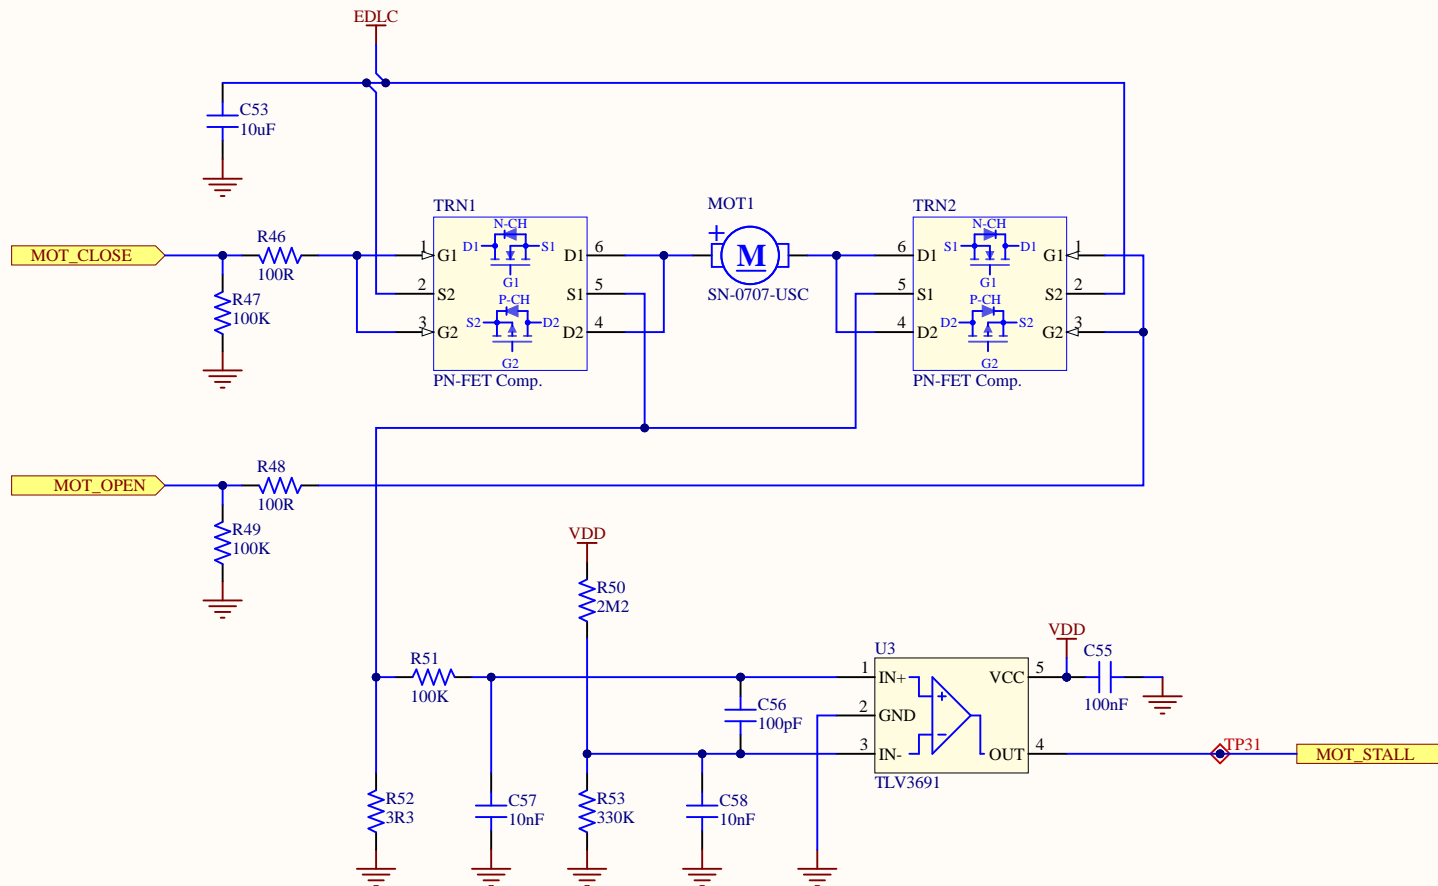 EDLC
C53
10uF
TRN1
MOT1
TRN2
N-CH
D1
S1
G1
P-CH
S2
D2
G2
1
G1
2
S2
3
G2
6
D1
5
S1
4
D2
PN-FET Comp.
+
M
SN-0707-USC
N-CH
S1
D1
G1
P-CH
D2
S2
G2
6
D1
5
S1
4
D2
1
G1
2
S2
3
G2
PN-FET Comp.
MOT_CLOSE
R46
100R
R47
100K
MOT_OPEN
R48
100R
R49
100K
VDD
R50
2M2
R51
100K
C56
100pF
R52
3R3
C57
10nF
R53
330K
C58
10nF
U3
1
IN+
2
GND
3
IN-
+
-
VCC
5
OUT
4
TLV3691
VDD
C55
100nF
TP31
MOT_STALL